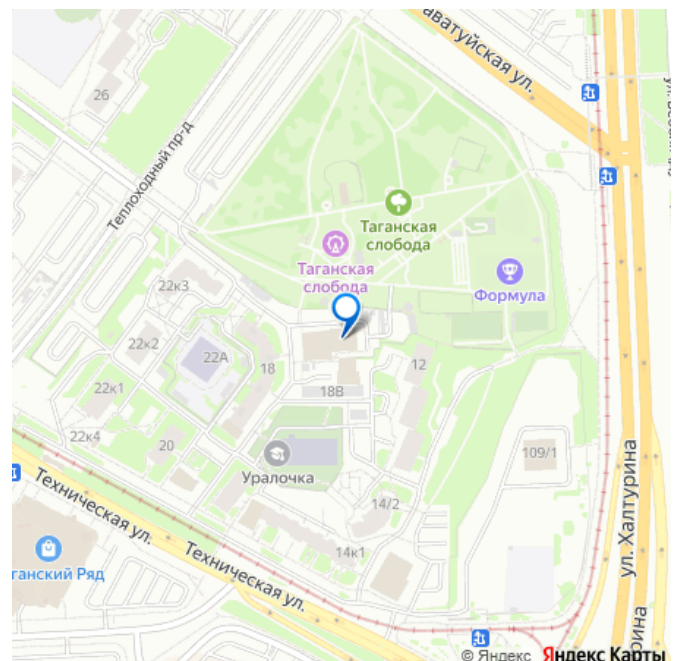 аватуйская ул.
26
Теплоходный пр-д
Таганская
слобода
Таганская
слобода
Формула
22к3
22к2
22А
18
12
22к1
18В
22к4
20
Уралочка
109/1
14/2
14к1
Техническая ул.
Техническая ул.
ганский Ряд
ул. Халтурина
рина
© Яндекс Яндекс Карты